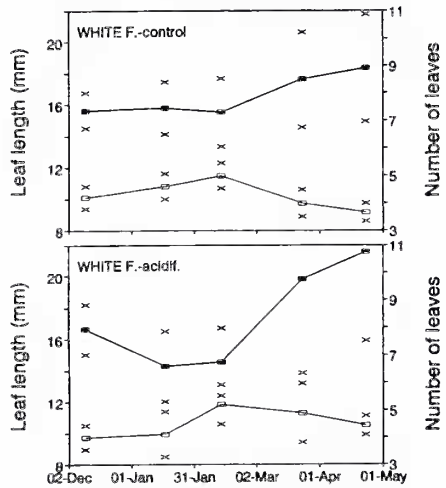 WHITE F.-control
Leaf length (mm)
20
16
12
8
11
9
7
5
3
Number of leaves
WHITE F.-acidif.
Leaf length (mm)
20
16
12
8
11
9
7
5
3
Number of leaves
02-Dec 01-Jan 31-Jan 02-Mar 01-Apr 01-May